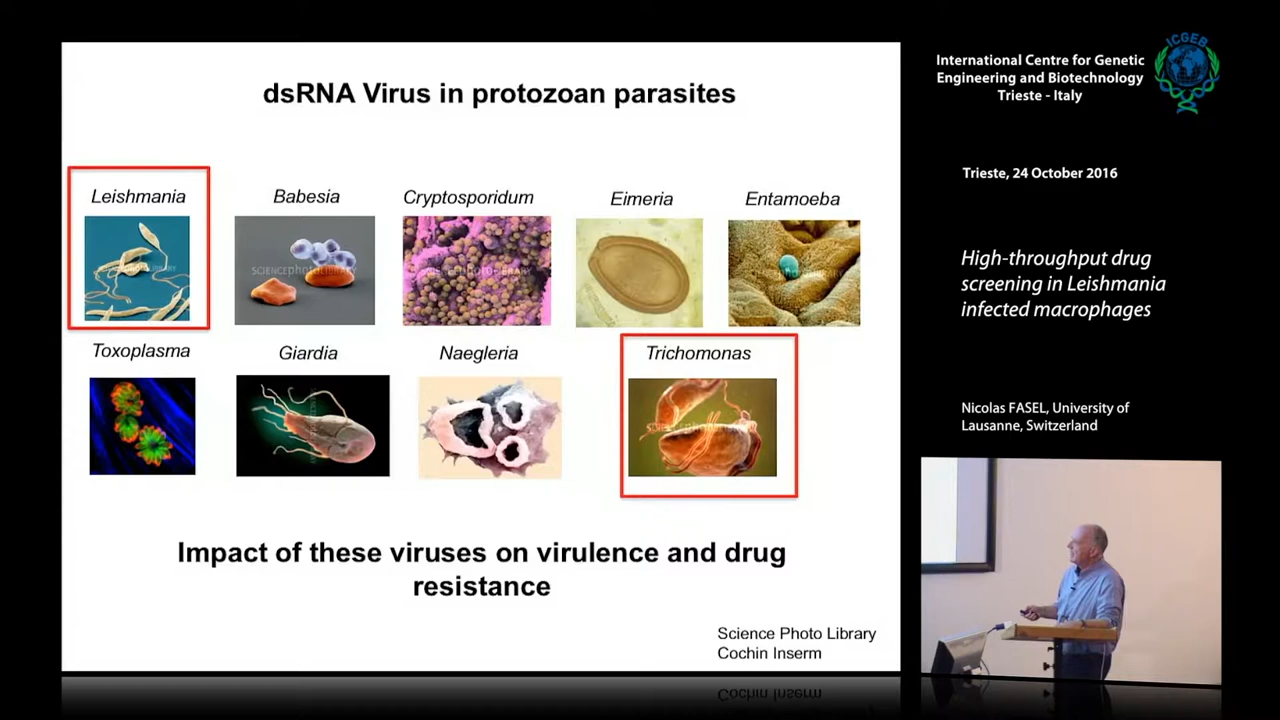 dsRNA Virus in protozoan parasites
Leishmania
Babesia
Cryptosporidum
Eimeria
Entamoeba
SCIENCEPHOTOLIBRARY
Toxoplasma
Giardia
Naegleria
Trichomonas
Impact of these viruses on virulence and drug
resistance
Science Photo Library
Cochin Inserm
International Centre for Genetic
Engineering and Biotechnology
Trieste - Italy
ICGEB
Trieste, 24 October 2016
High-throughput drug
screening in Leishmania
infected macrophages
Nicolas FASEL, University of
Lausanne, Switzerland